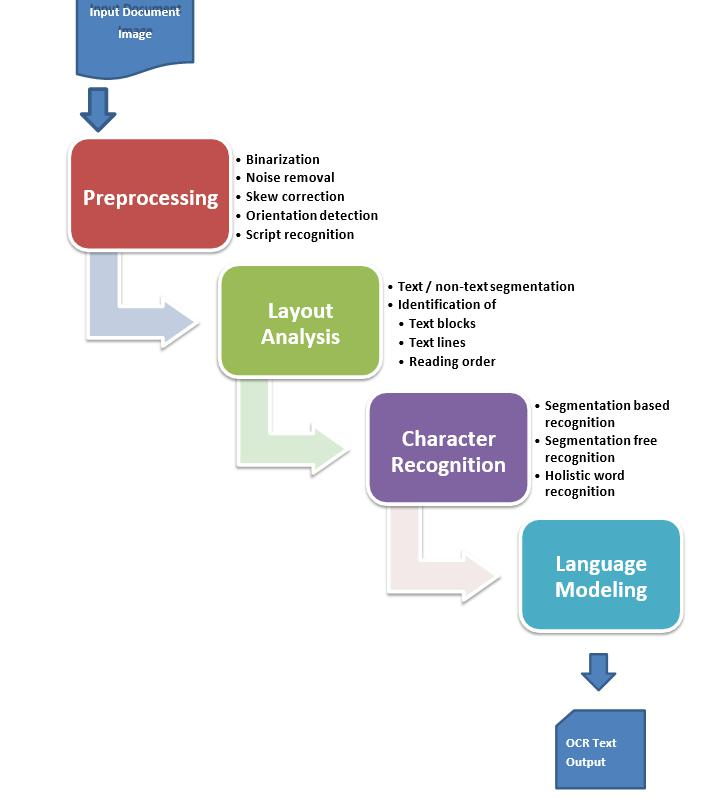 Input Document
Image
Preprocessing
• Binarization
• Noise removal
• Skew correction
• Orientation detection
• Script recognition
Layout
Analysis
• Text / non-text segmentation
• Identification of
• Text blocks
• Text lines
• Reading order
Character
Recognition
• Segmentation based
recognition
• Segmentation free
recognition
• Holistic word
recognition
Language
Modeling
OCR Text
Output